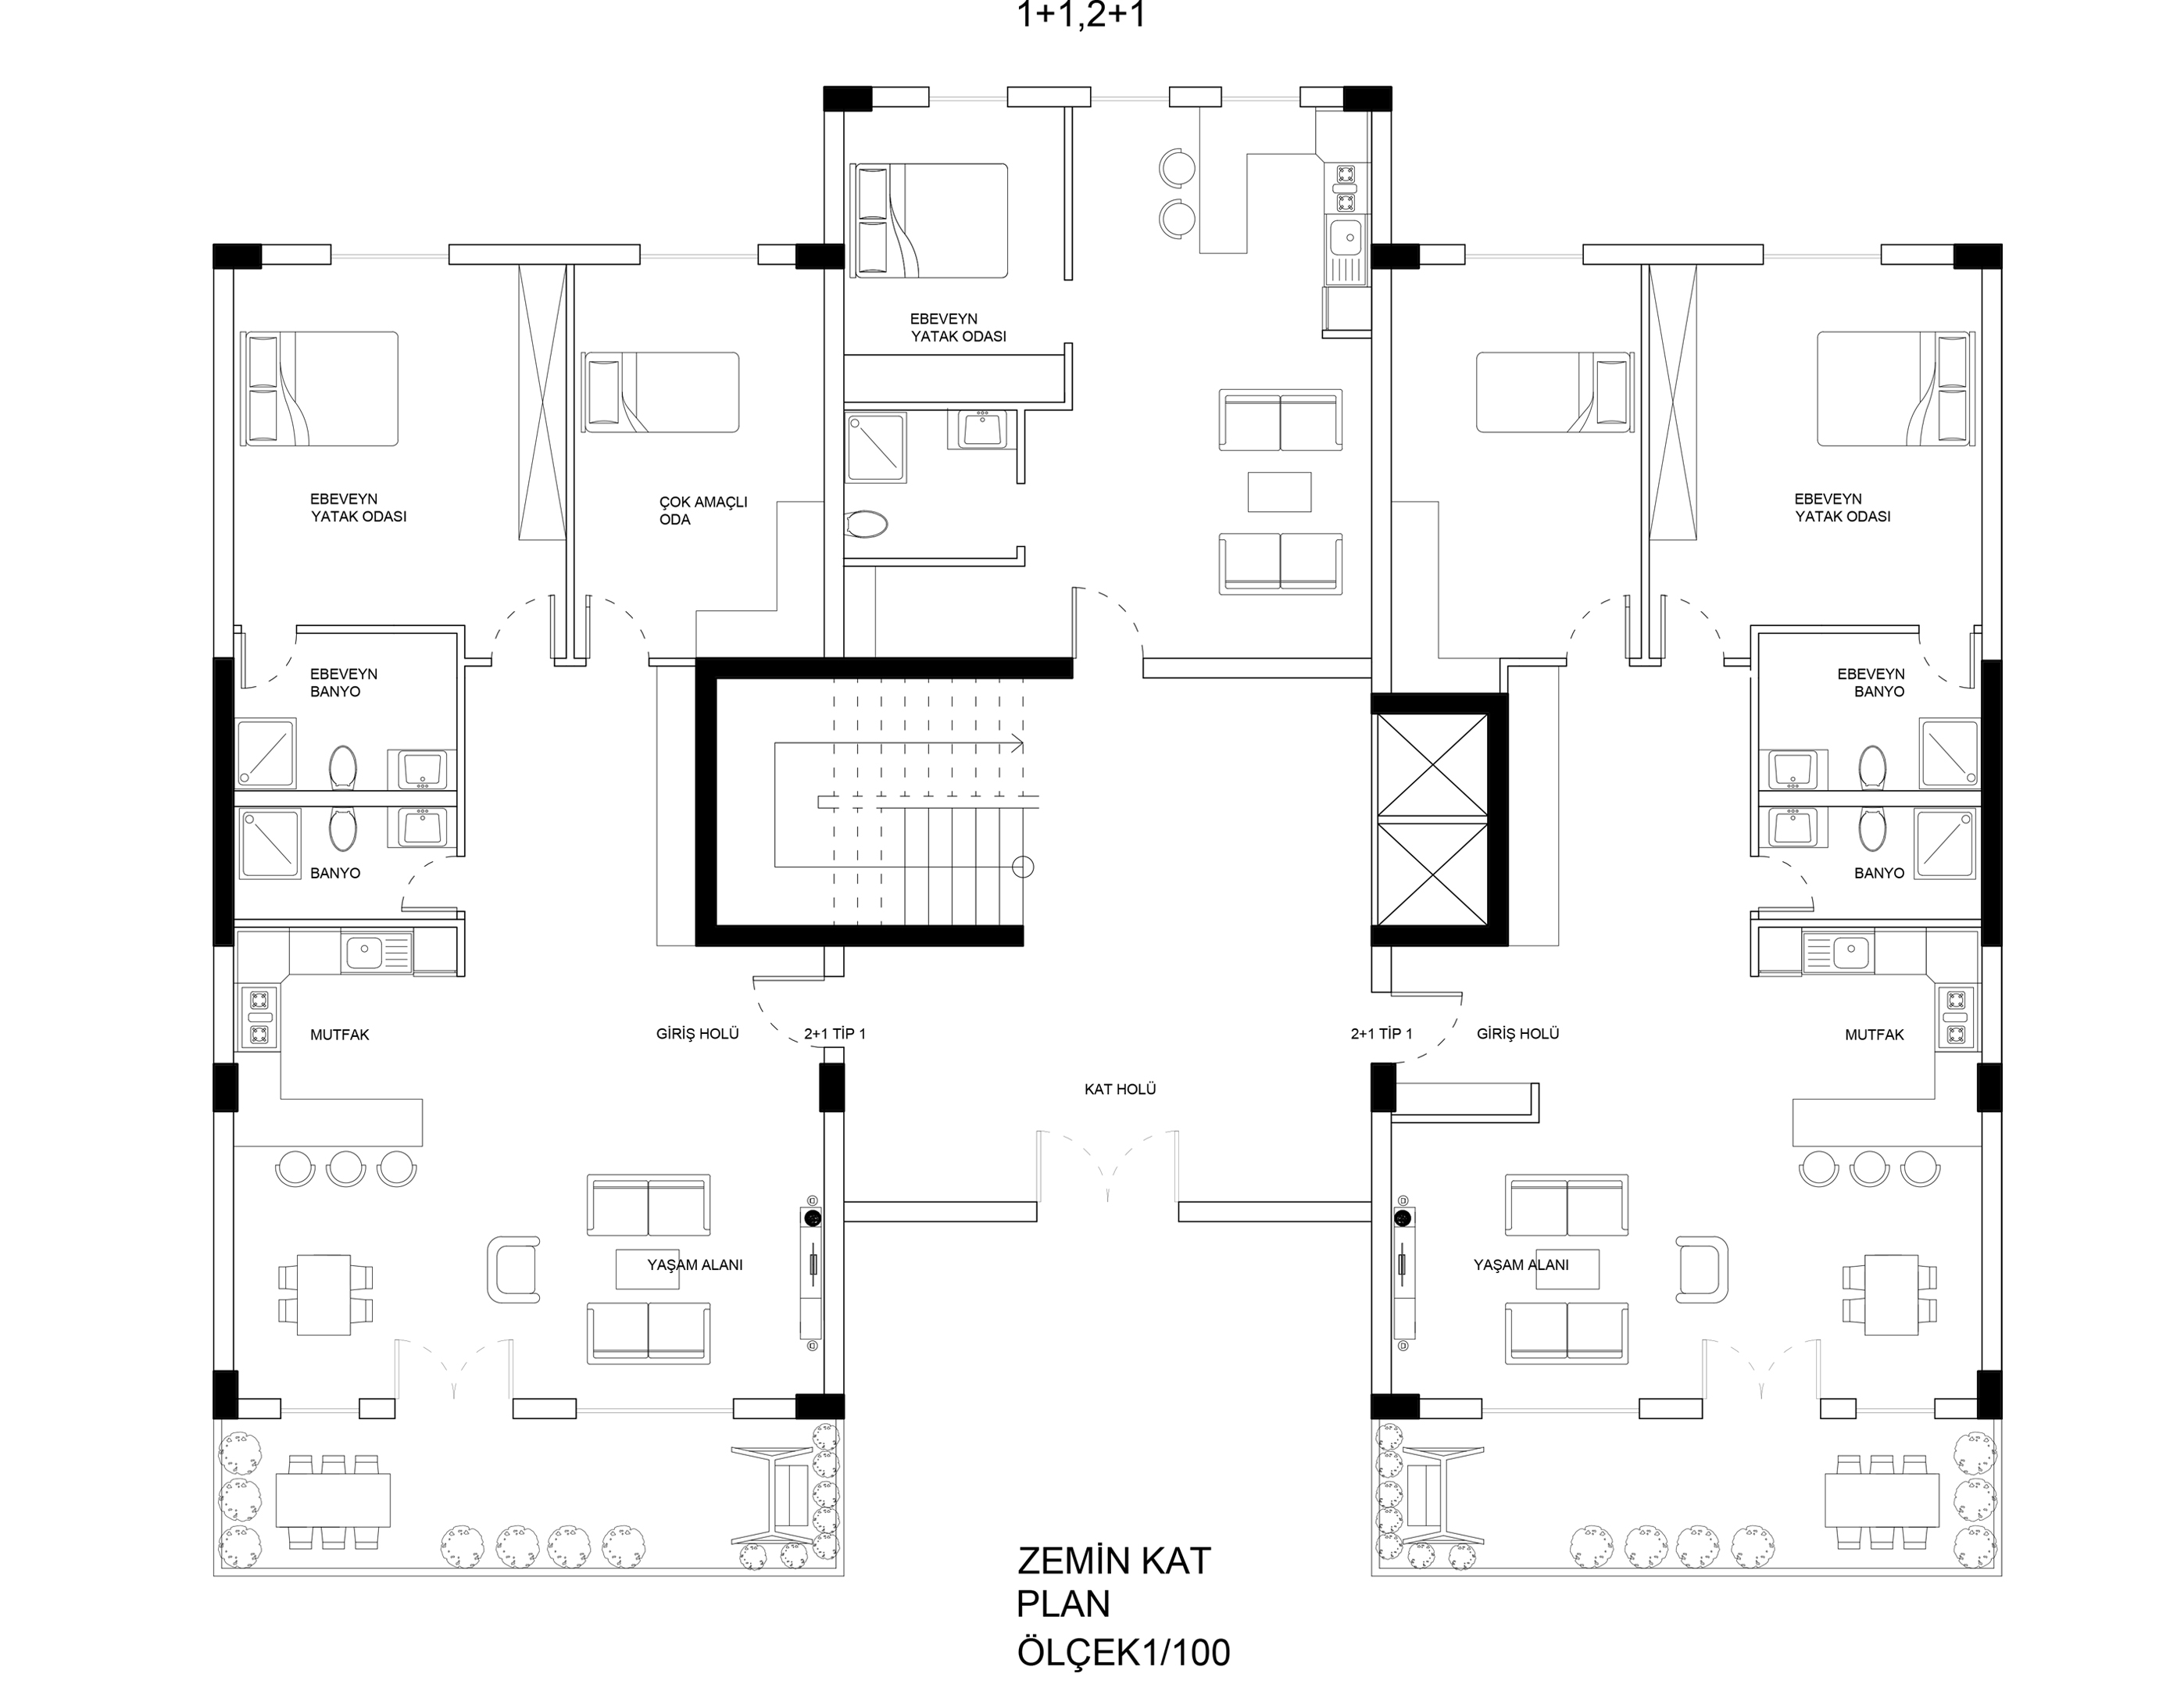 1+1,2+1
EBEVEYN
YATAK ODASI
EBEVEYN
YATAK ODASI
ÇOK AMAÇLI
ODA
EBEVEYN
YATAK ODASI
EBEVEYN
BANYO
EBEVEYN
BANYO
BANYO
BANYO
MUTFAK
GİRİŞ HOLÜ
2+1 TİP 1
2+1 TİP 1
GİRİŞ HOLÜ
MUTFAK
KAT HOLÜ
YAŞAM ALANI
YAŞAM ALANI
ZEMİN KAT
PLAN
ÖLÇEK1/100